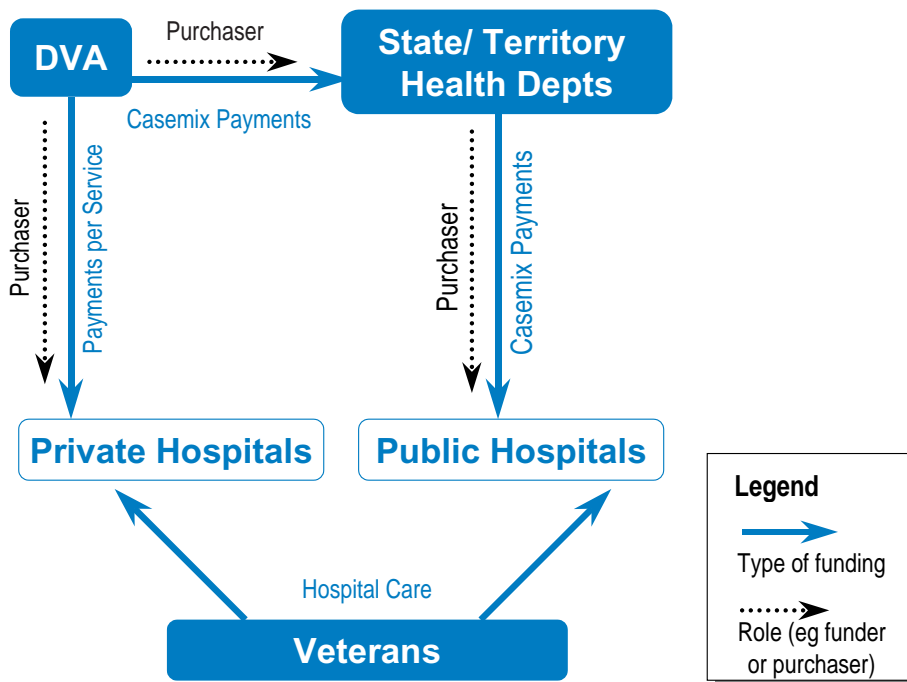 Purchaser
DVA
State/ Territory
Health Depts
Casemix Payments
Purchaser
Payments per Service
Purchaser
Casemix Payments
Private Hospitals
Public Hospitals
Hospital Care
Veterans
Legend
Type of funding
Role (eg funder
or purchaser)